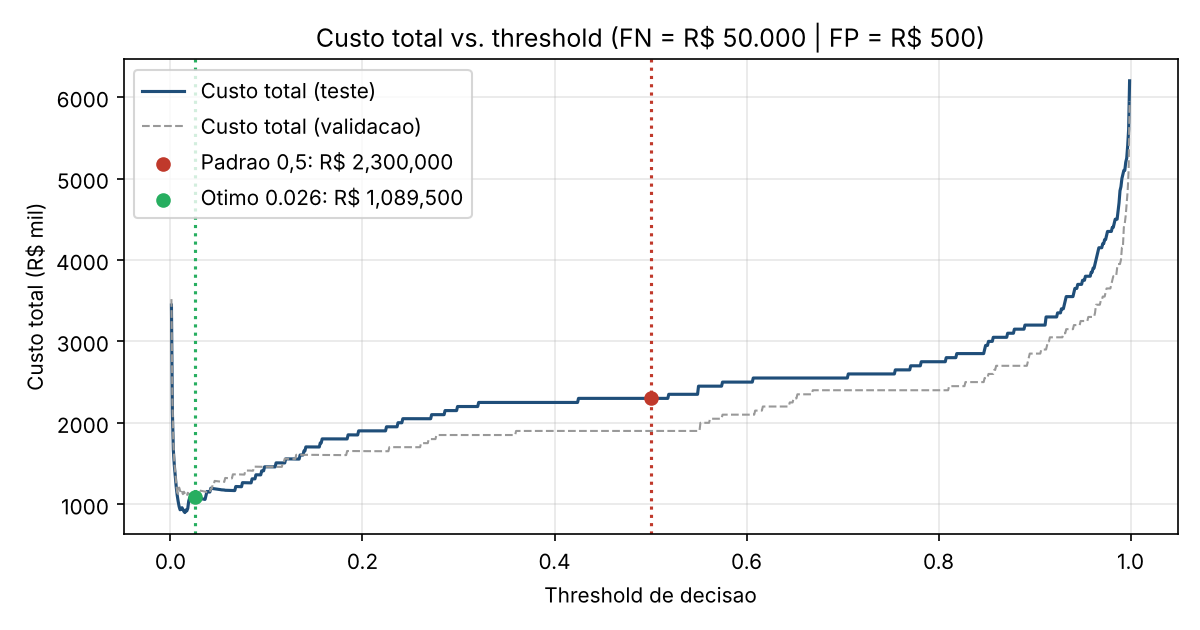 Custo total vs. threshold (FN = R$ 50.000 | FP = R$ 500)
Custo total (teste)
Custo total (validacao)
Padrao 0,5: R$ 2,300,000
Otimo 0.026: R$ 1,089,500
Custo total (R$ mil)
6000
5000
4000
3000
2000
1000
0.0 0.2 0.4 0.6 0.8 1.0
Threshold de decisao